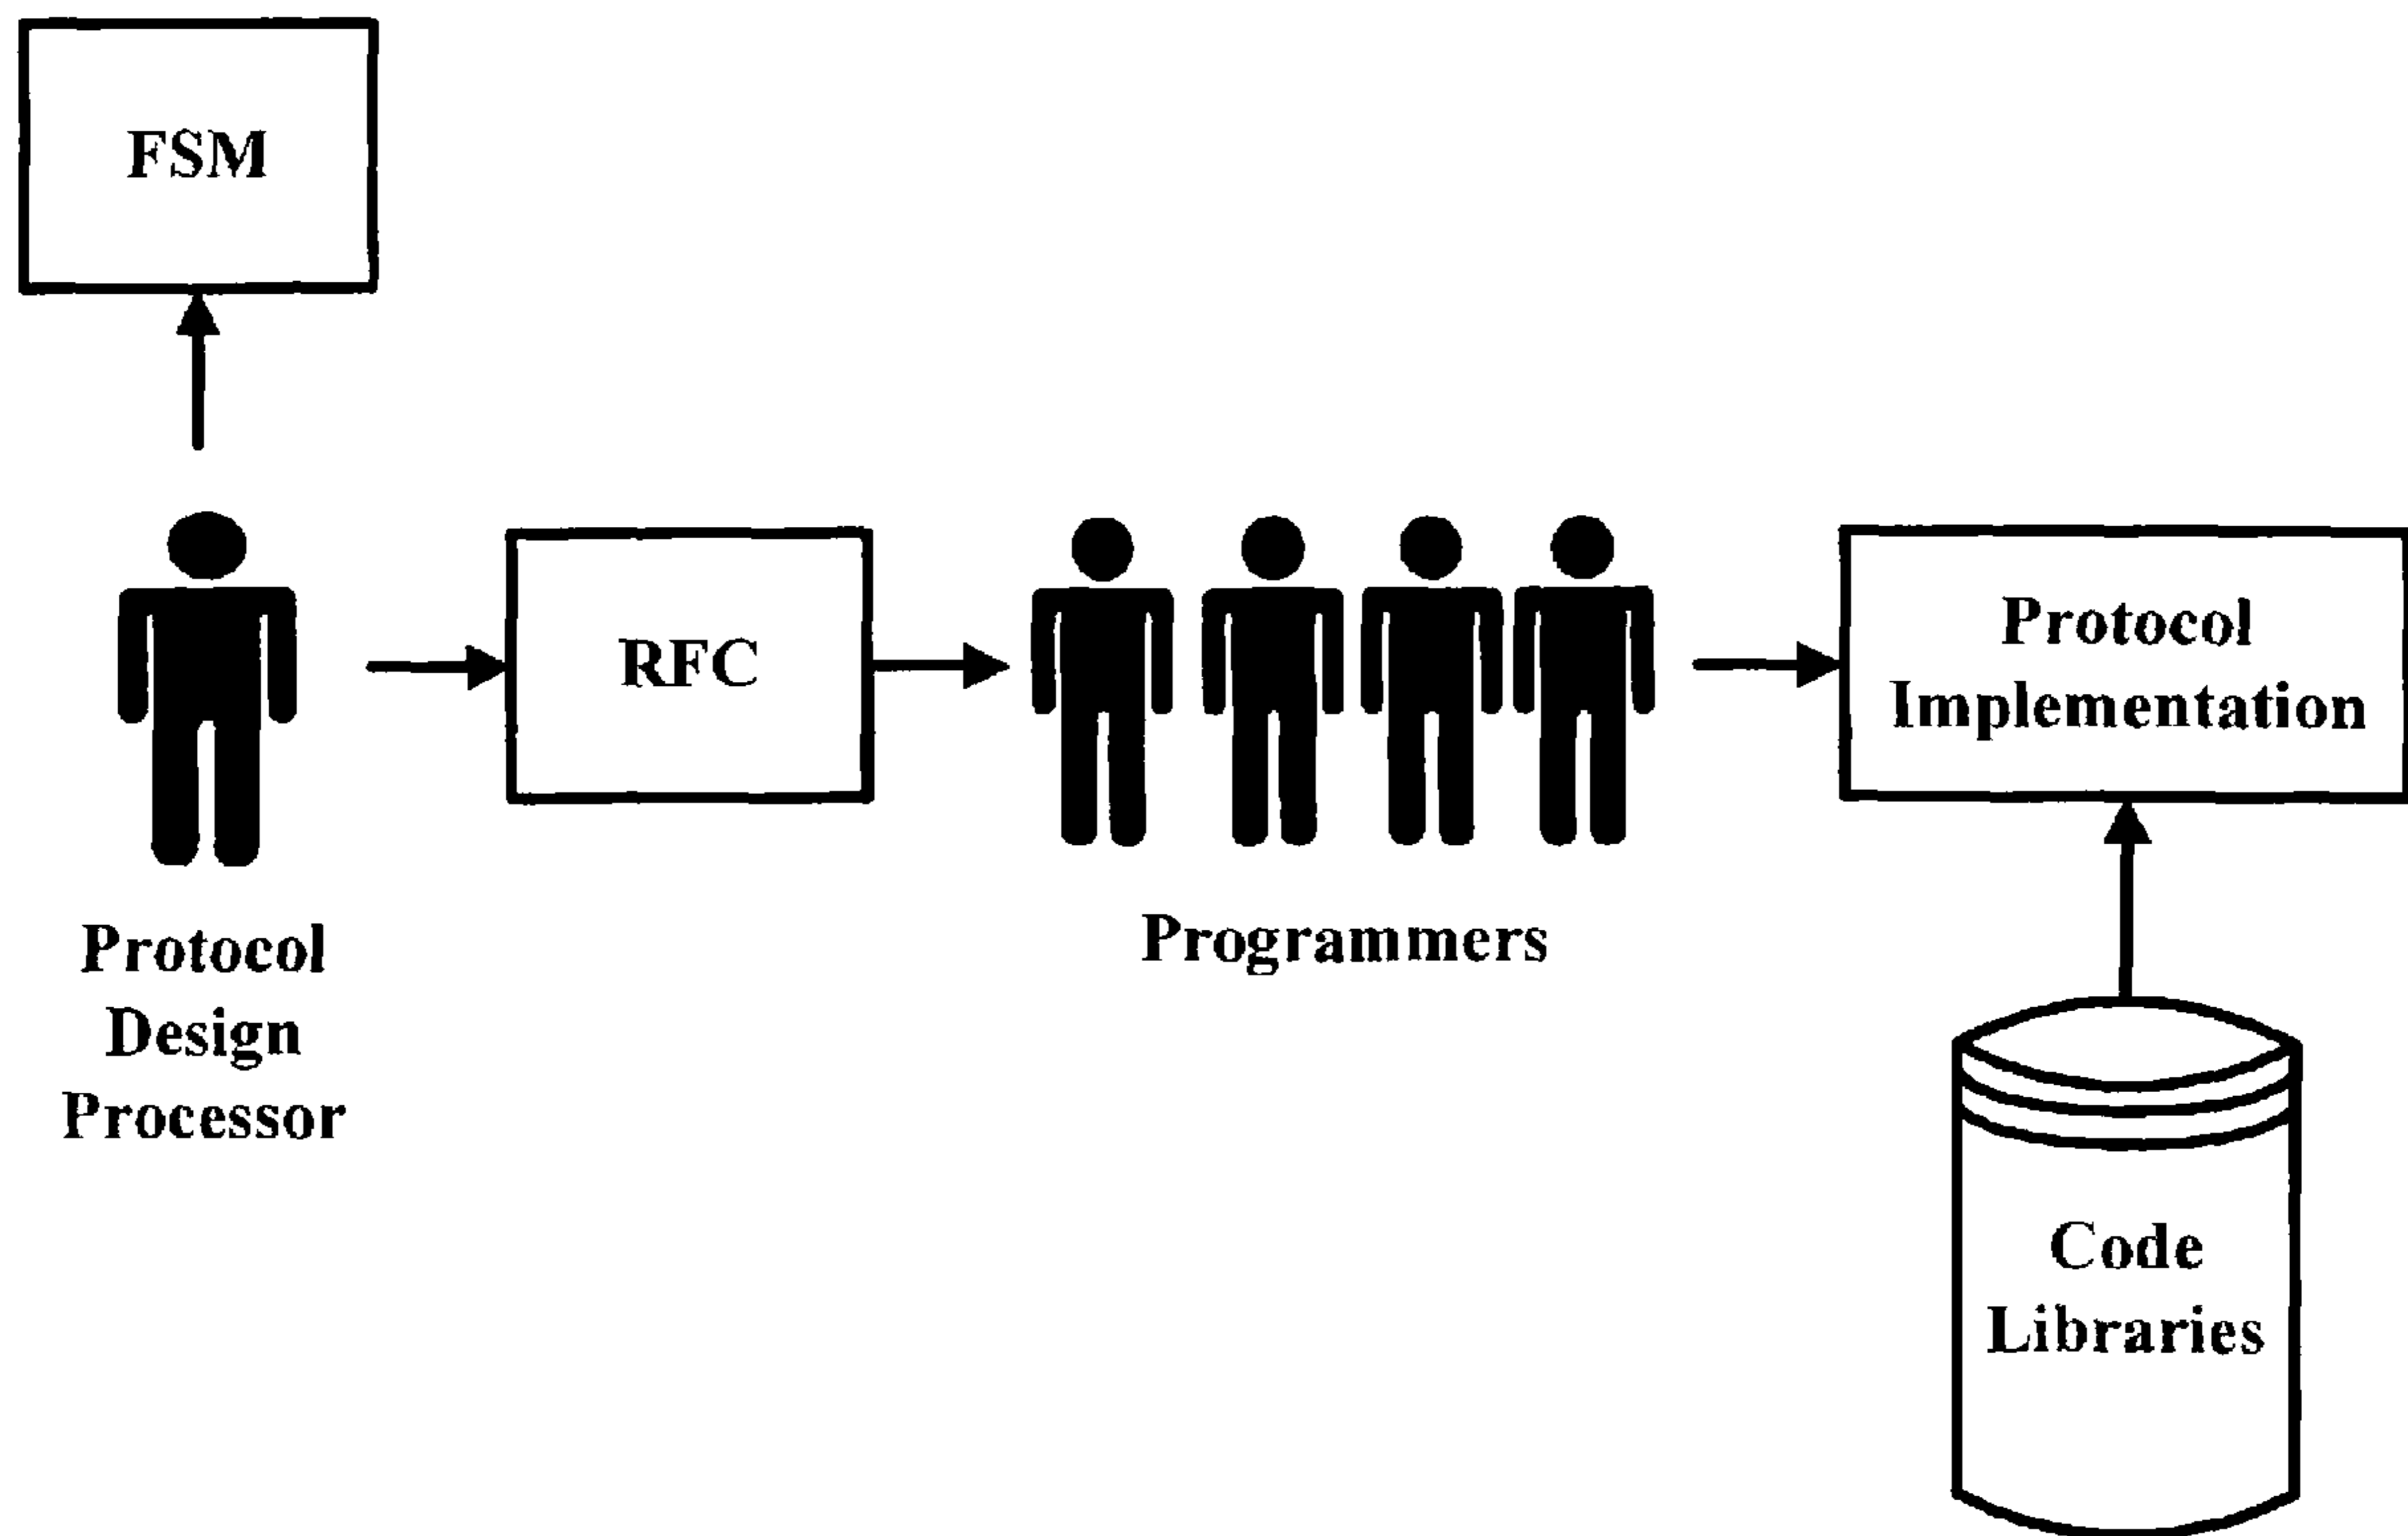 FSM
RFC
Protocol
Implementation
Programmers
Protocol
Design
Processor
Code
Libraries